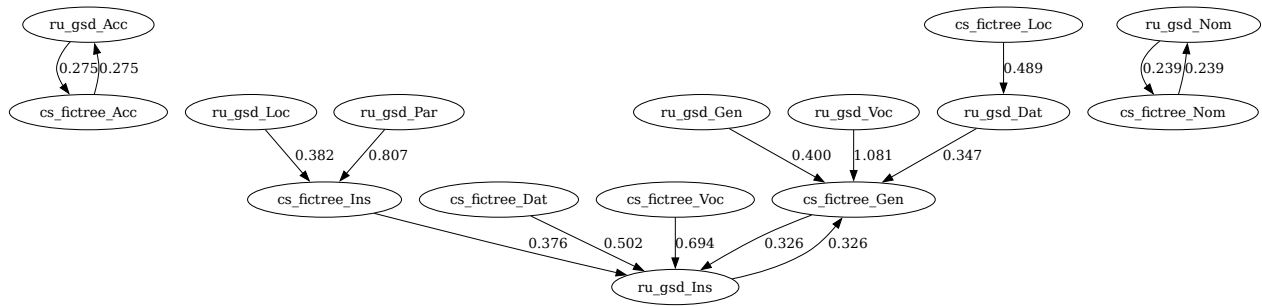 ru_gsd_Acc
cs_fictree_Loc
ru_gsd_Nom
0.275
0.275
0.489
0.239
0.239
cs_fictree_Acc
ru_gsd_Loc
ru_gsd_Par
ru_gsd_Gen
ru_gsd_Voc
ru_gsd_Dat
cs_fictree_Nom
0.382
0.807
0.400
1.081
0.347
cs_fictree_Ins
cs_fictree_Dat
cs_fictree_Voc
cs_fictree_Gen
0.376
0.502
0.694
0.326
0.326
ru_gsd_Ins